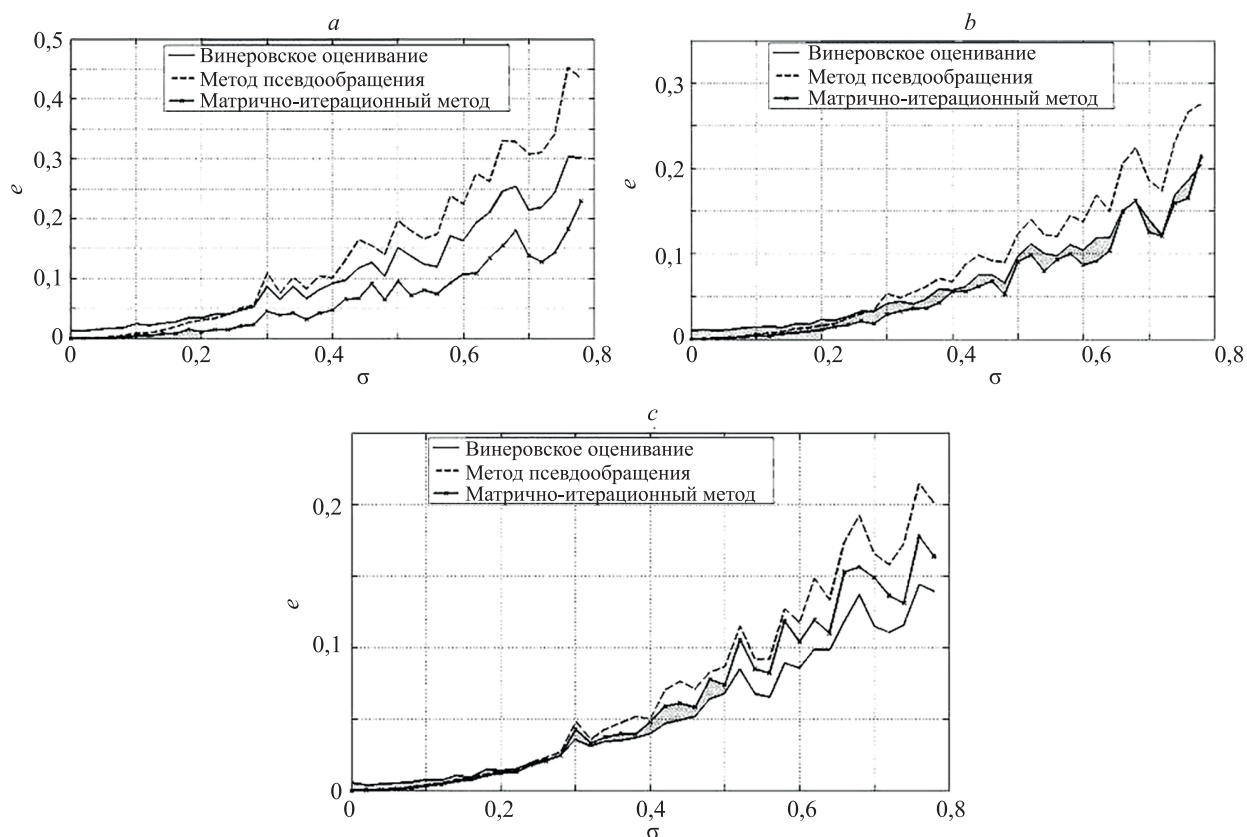 a
0,5
0,4
0,3
0,2
0,1
0
e
Винеровское оценивание
Метод псевдообращения
Матрично-итерационный метод
0 0,2 0,4 0,6 0,8
σ
b
0,3
0,2
0,1
0
e
Винеровское оценивание
Метод псевдообращения
Матрично-итерационный метод
0 0,2 0,4 0,6 0,8
σ
c
0,2
0,1
0
e
Винеровское оценивание
Метод псевдообращения
Матрично-итерационный метод
0 0,2 0,4 0,6 0,8
σ